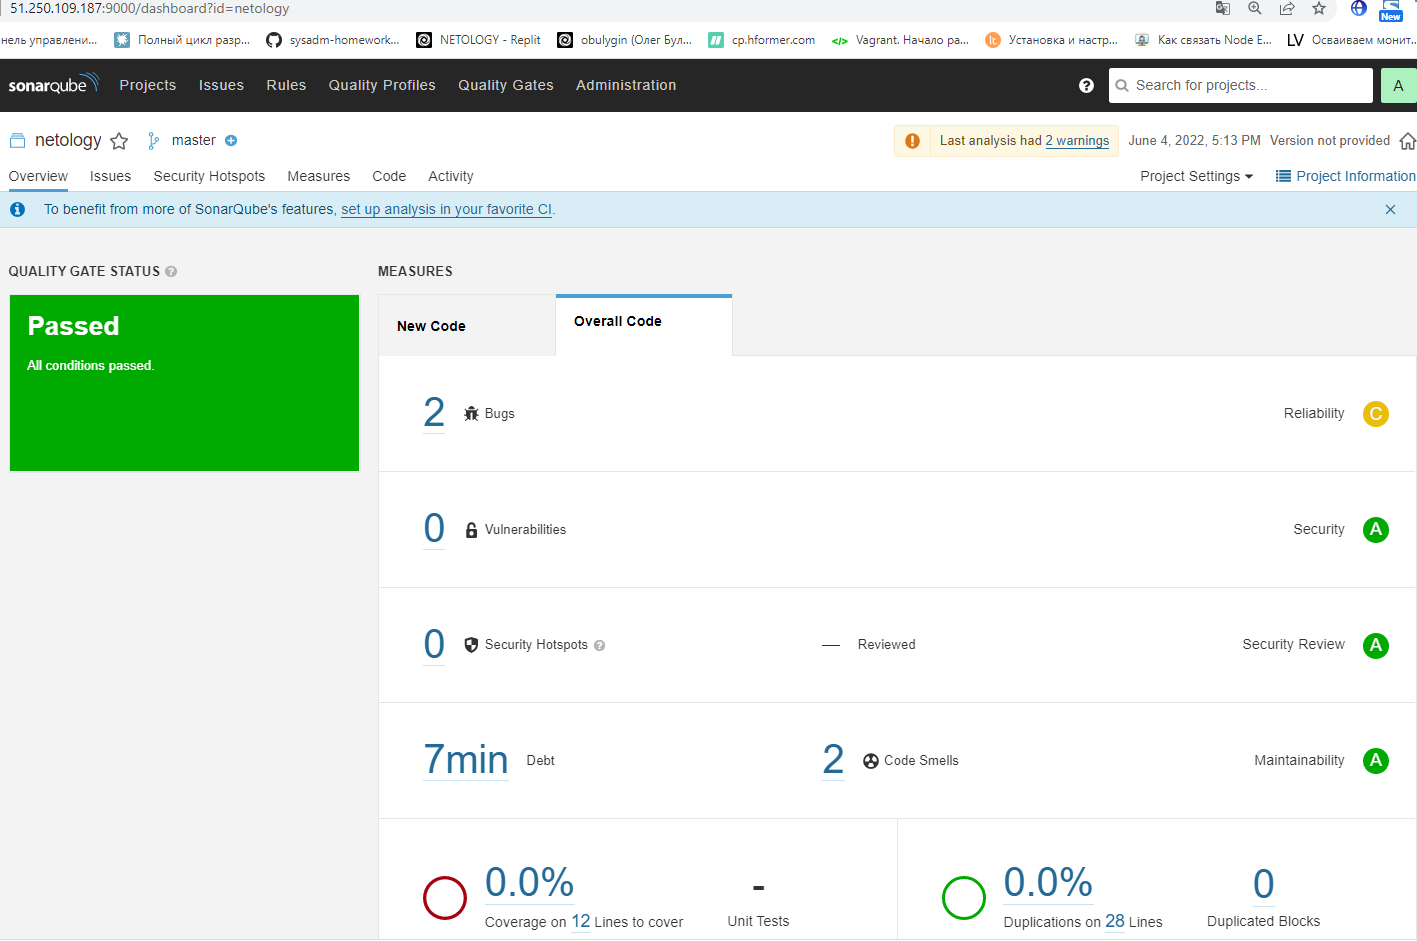 51.250.109.187:9000/dashboard?id=netology
New
нель управлени...
Полный цикл разр...
sysadm-homework...
NETOLOGY - Replit
obulygin (Олег Бул...
cp.hformer.com
</> Vagrant. Начало ра...
lt Установка и настр...
Как связать Node E...
LV Осваиваем монит...
sonarqube
Projects
Issues
Rules
Quality Profiles
Quality Gates
Administration
?
Search for projects...
A
netology
master
Last analysis had 2 warnings
June 4, 2022, 5:13 PM
Version not provided
Overview
Issues
Security Hotspots
Measures
Code
Activity
Project Settings
Project Information
To benefit from more of SonarQube's features, set up analysis in your favorite CI.
QUALITY GATE STATUS ?
MEASURES
Passed
All conditions passed.
New Code
Overall Code
2 Bugs
Reliability C
0 Vulnerabilities
Security A
0 Security Hotspots ?
— Reviewed
Security Review A
7min Debt
2 Code Smells
Maintainability A
0.0%
Coverage on 12 Lines to cover
-
Unit Tests
0.0%
Duplications on 28 Lines
0
Duplicated Blocks